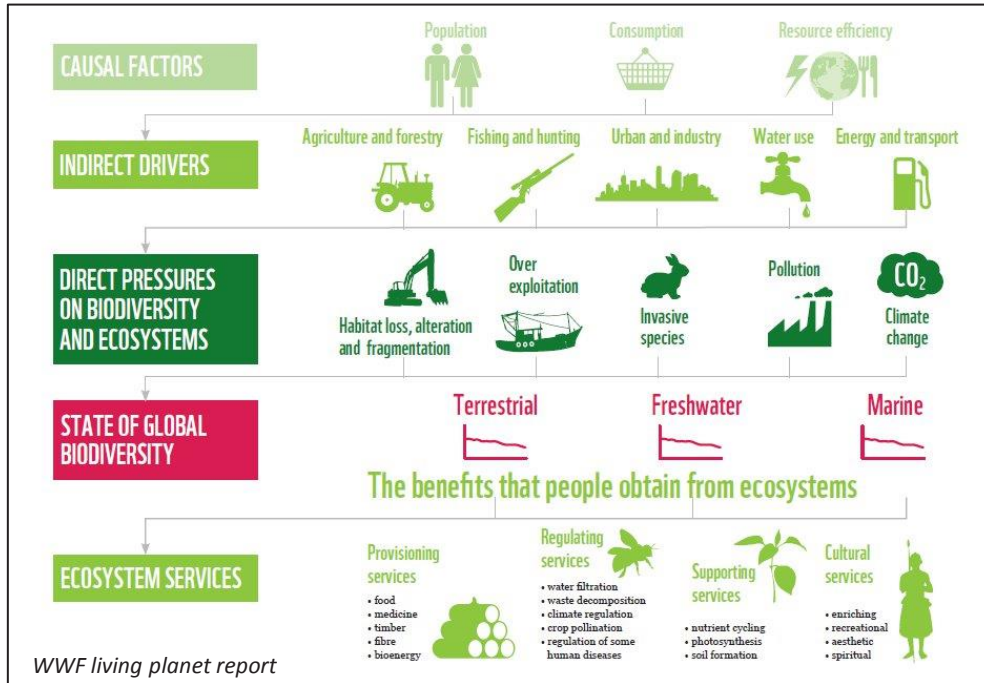 Population
Consumption
Resource efficiency
CAUSAL FACTORS
Agriculture and forestry
Fishing and hunting
Urban and industry
Water use
Energy and transport
INDIRECT DRIVERS
DIRECT PRESSURES
ON BIODIVERSITY
AND ECOSYSTEMS
Habitat loss, alteration
and fragmentation
Over
exploitation
Invasive
species
Pollution
CO2
Climate
change
STATE OF GLOBAL
BIODIVERSITY
Terrestrial
Freshwater
Marine
The benefits that people obtain from ecosystems
ECOSYSTEM SERVICES
Provisioning
services
• food
• medicine
• timber
• fibre
• bioenergy
Regulating
services
• water filtration
• waste decomposition
• climate regulation
• crop pollination
• regulation of some
human diseases
Supporting
services
• nutrient cycling
• photosynthesis
• soil formation
Cultural
services
• enriching
• recreational
• aesthetic
• spiritual
WWF living planet report